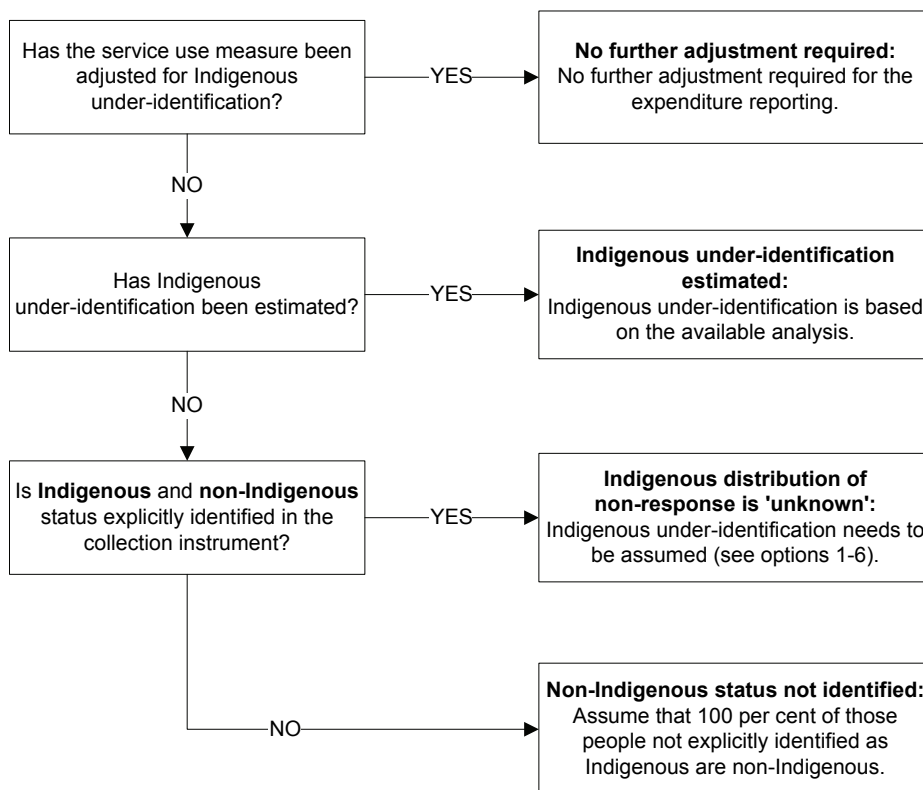 Has the service use measure been
adjusted for Indigenous
under-identification?
YES
No further adjustment required:
No further adjustment required for the
expenditure reporting.
NO
Has Indigenous
under-identification been estimated?
YES
Indigenous under-identification
estimated:
Indigenous under-identification is based
on the available analysis.
NO
Is Indigenous and non-Indigenous
status explicitly identified in the
collection instrument?
YES
Indigenous distribution of
non-response is 'unknown':
Indigenous under-identification needs to
be assumed (see options 1-6).
NO
Non-Indigenous status not identified:
Assume that 100 per cent of those
people not explicitly identified as
Indigenous are non-Indigenous.